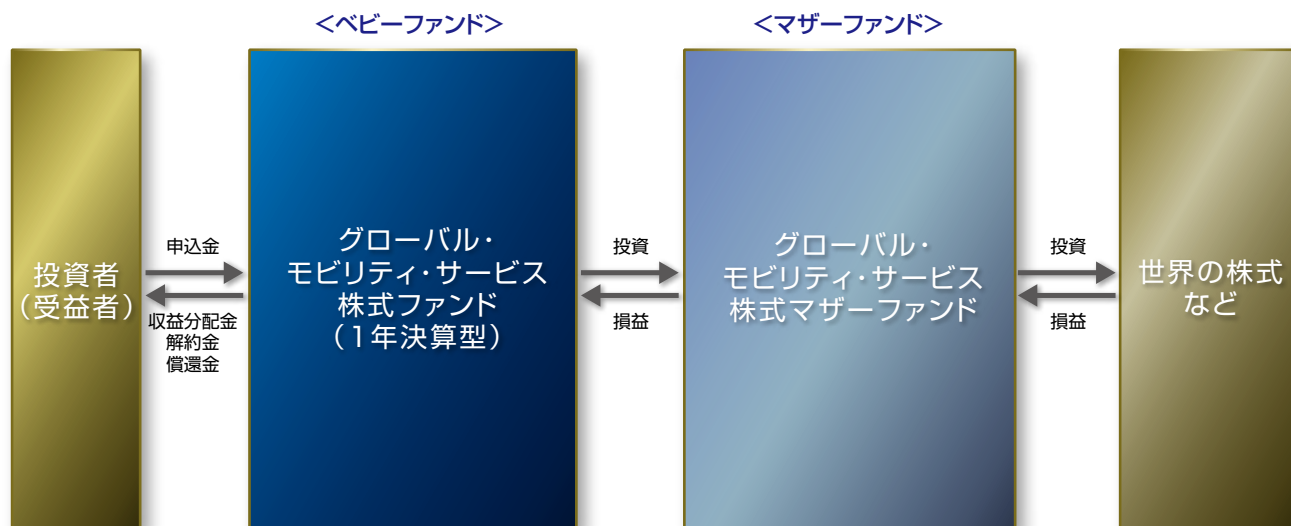 <ベビーファンド>
<マザーファンド>
投資者
(受益者)
申込金
収益分配金
解約金
償還金
グローバル・
モビリティ・サービス
株式ファンド
(1年決算型)
投資
損益
グローバル・
モビリティ・サービス
株式マザーファンド
投資
損益
世界の株式
など